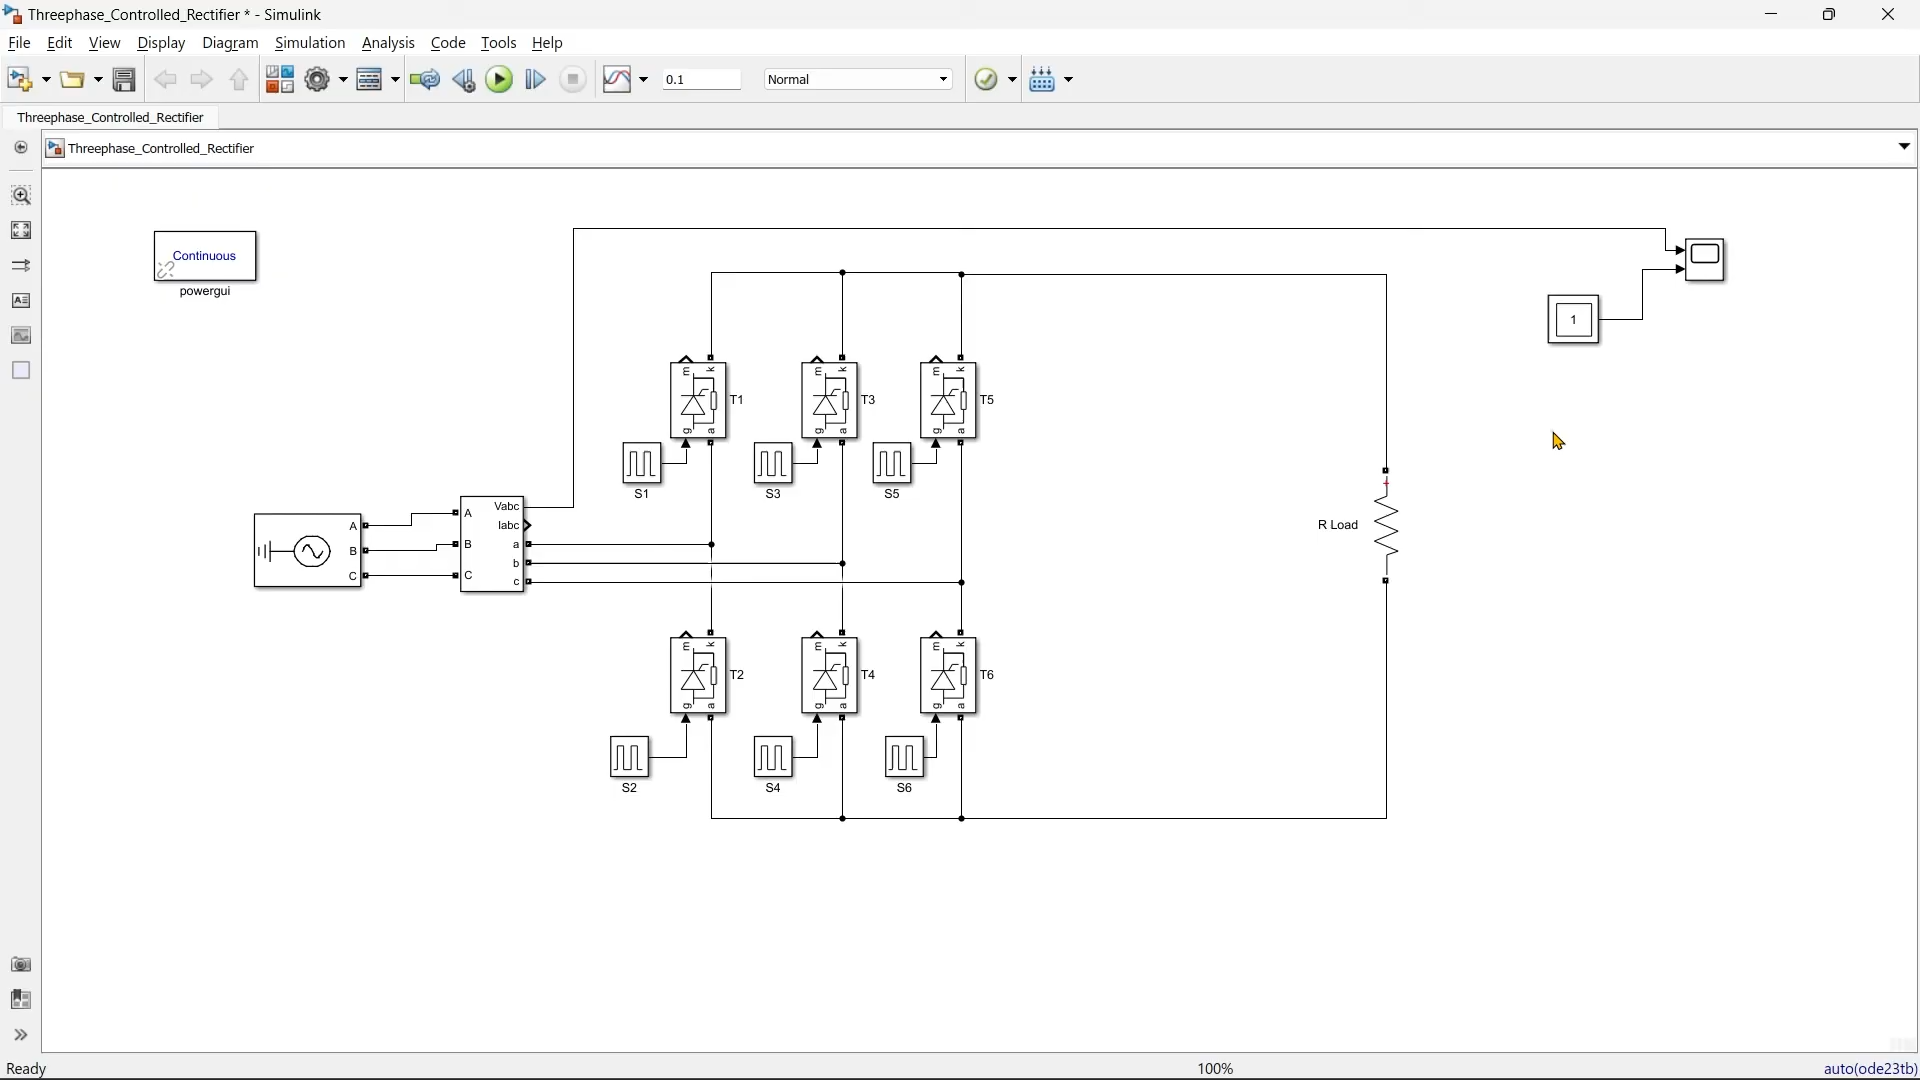 Threephase_Controlled_Rectifier * - Simulink
File Edit View Display Diagram Simulation Analysis Code Tools Help
0.1 Normal
Threephase_Controlled_Rectifier
Threephase_Controlled_Rectifier
Continuous
powergui
1
m k m k m k
T1 T3 T5
g a g a g a
S1 S3 S5
Vabc
A A Iabc
B B a
C C b
c
+
R Load
m k m k m k
T2 T4 T6
g a g a g a
S2 S4 S6
Ready 100% auto(ode23tb)